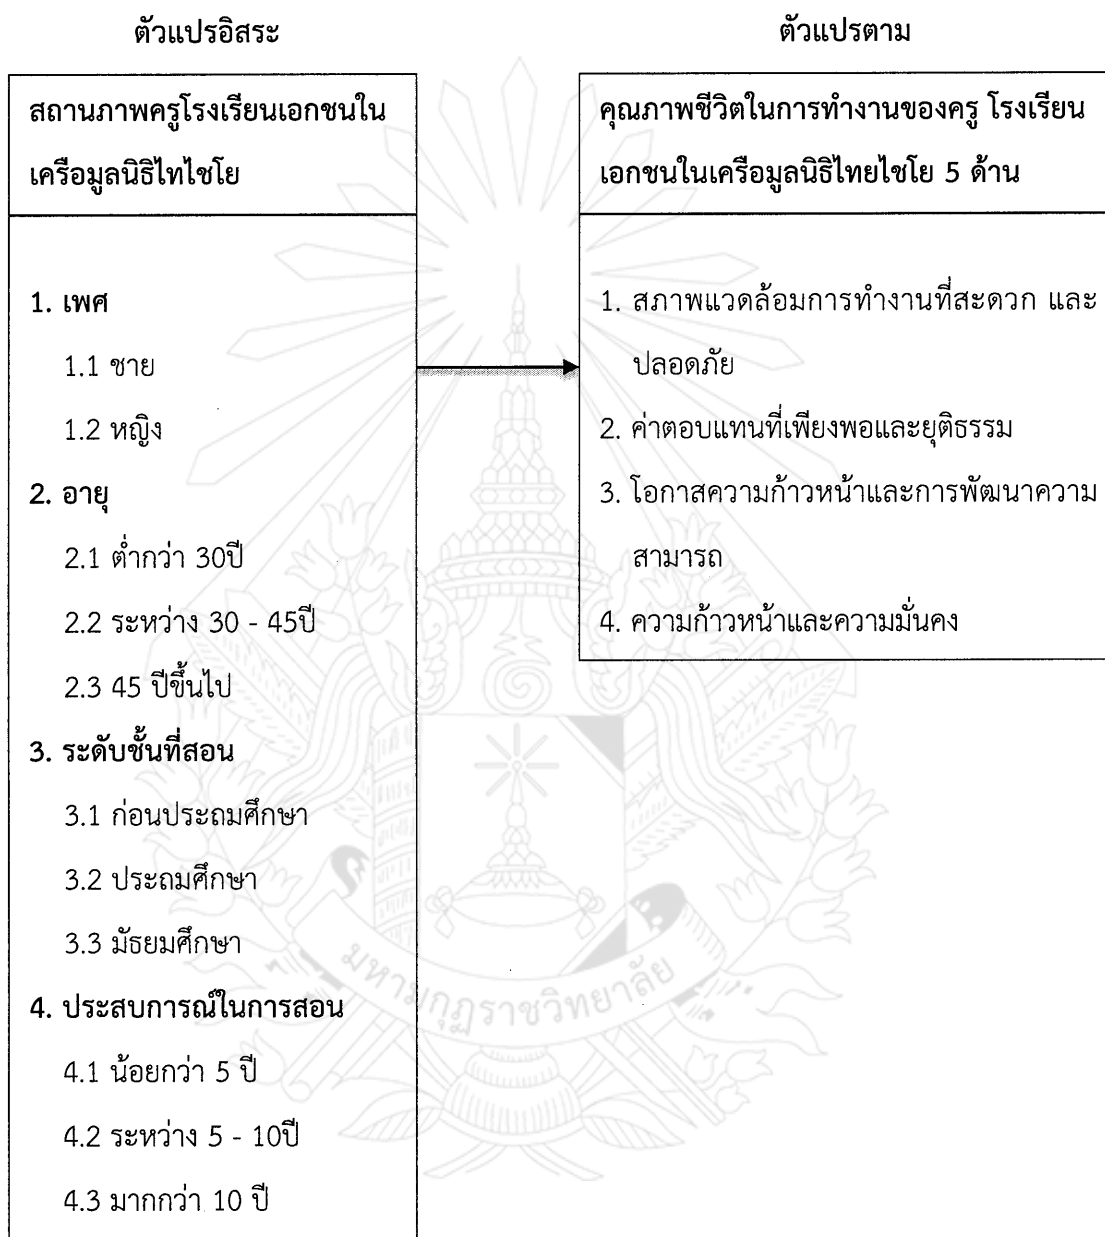 ตัวแปรอิสระ
สถานภาพครูโรงเรียนเอกชนใน
เครือมูลนิธิไทไชโย
1. เพศ
1.1 ชาย
1.2 หญิง
2. อายุ
2.1 ต่ำกว่า 30ปี
2.2 ระหว่าง 30 - 45ปี
2.3 45 ปีขึ้นไป
3. ระดับชั้นที่สอน
3.1 ก่อนประถมศึกษา
3.2 ประถมศึกษา
3.3 มัธยมศึกษา
4. ประสบการณ์ในการสอน
4.1 น้อยกว่า 5 ปี
4.2 ระหว่าง 5 - 10ปี
4.3 มากกว่า 10 ปี
ตัวแปรตาม
คุณภาพชีวิตในการทำงานของครู โรงเรียน
เอกชนในเครือมูลนิธิไทยไชโย 5 ด้าน
1. สภาพแวดล้อมการทำงานที่สะดวก และ
ปลอดภัย
2. ค่าตอบแทนที่เพียงพอและยุติธรรม
3. โอกาสความก้าวหน้าและการพัฒนาความ
สามารถ
4. ความก้าวหน้าและความมั่นคง
มหามกุฏราชวิทยาลัย